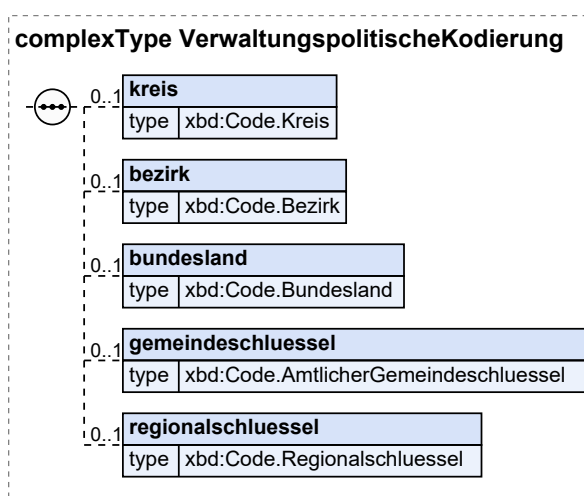 complexType VerwaltungspolitischeKodierung
0..1
kreis
type xbd:Code.Kreis
0..1
bezirk
type xbd:Code.Bezirk
0..1
bundesland
type xbd:Code.Bundesland
0..1
gemeindeschluessel
type xbd:Code.AmtlicherGemeindeschluessel
0..1
regionalschluessel
type xbd:Code.Regionalschluessel